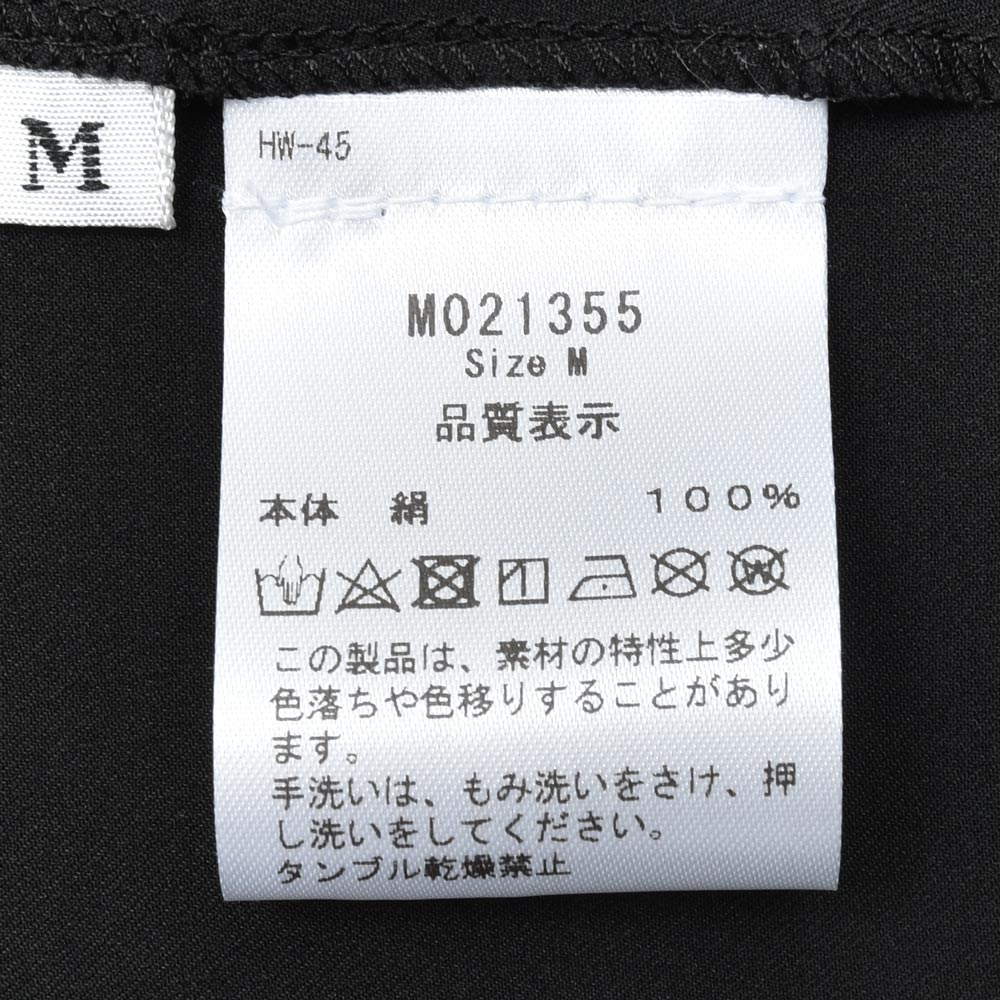 M
HW-45
M021355
Size M
品質表示
本体 絹 100%
この製品は、素材の特性上多少
色落ちや色移りすることがあり
ます。
手洗いは、もみ洗いをさけ、押
し洗いをしてください。
タンブル乾燥禁止